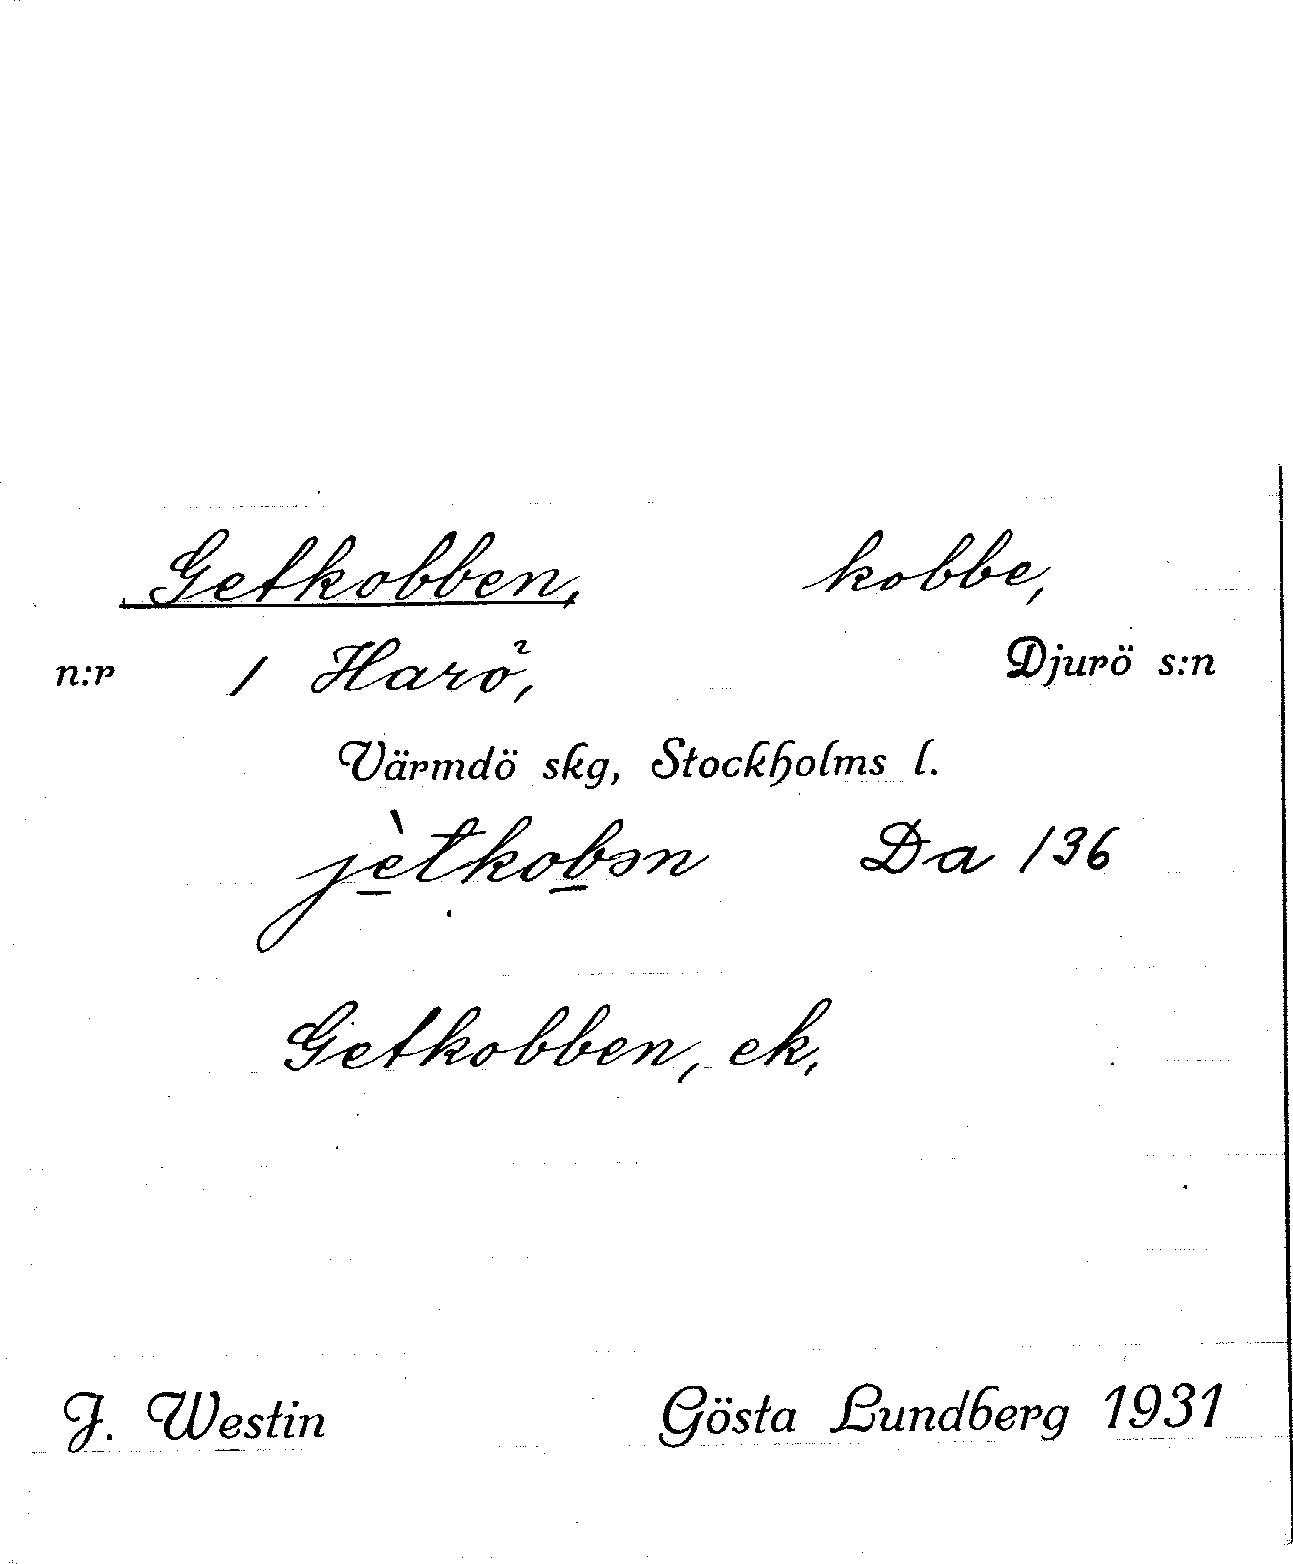 Getkobben, kobbe,
n:r 1 Harö, Djurö s:n
Värmdö skg, Stockholms l.
jètkobən Da 136
Getkobben, ek.
J. Westin Gösta Lundberg 1931